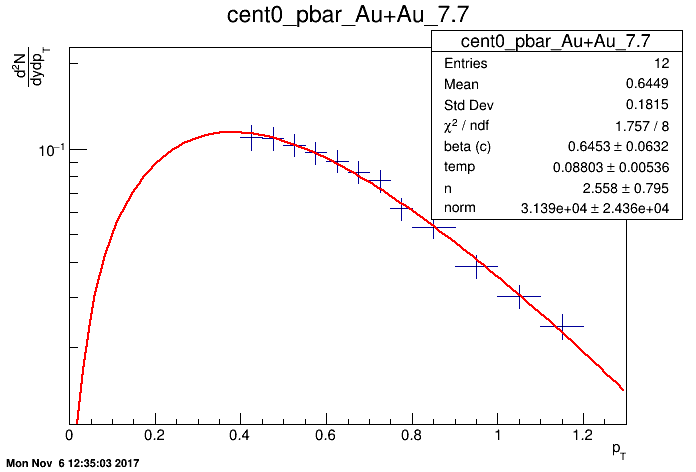 cent0_pbar_Au+Au_7.7
cent0_pbar_Au+Au_7.7
Entries 12
Mean 0.6449
Std Dev 0.1815
χ² / ndf 1.757 / 8
beta (c) 0.6453 ± 0.0632
temp 0.08803 ± 0.00536
n 2.558 ± 0.795
norm 3.139e+04 ± 2.436e+04
d²N
dydp_T
10⁻¹
0 0.2 0.4 0.6 0.8 1 1.2
p_T
Mon Nov 6 12:35:03 2017